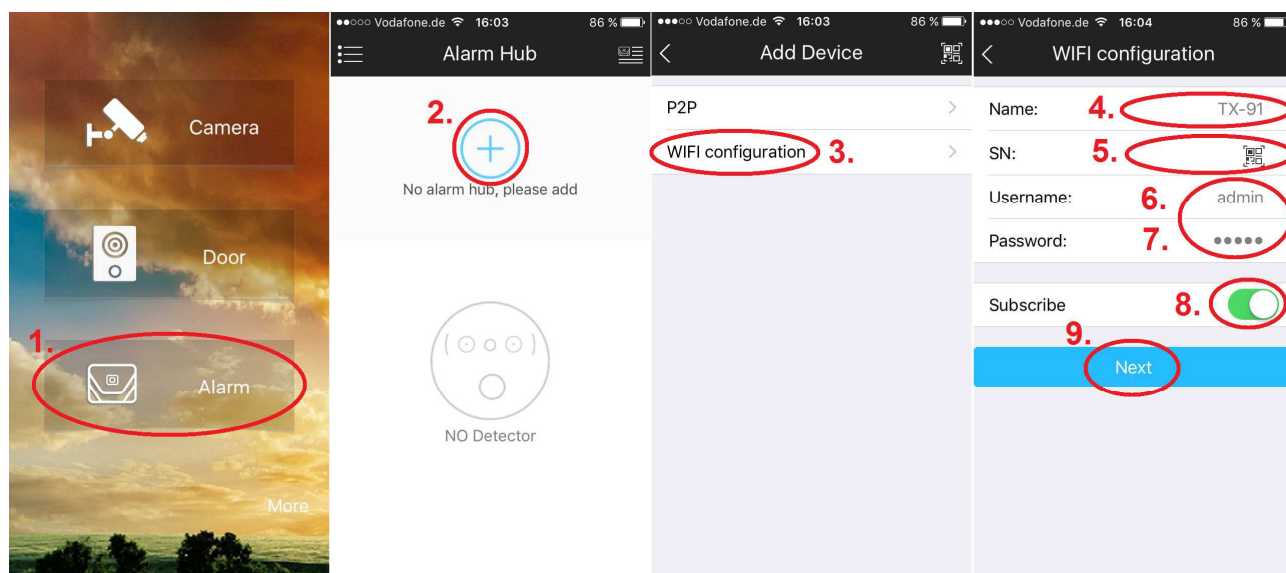 Camera
Door
1.
Alarm
More
●●○○○ Vodafone.de 16:03 86 %
Alarm Hub
2.
No alarm hub, please add
NO Detector
●●●○○ Vodafone.de 16:03 86 %
Add Device
P2P
WIFI configuration 3.
●●●○○ Vodafone.de 16:04 86 %
WIFI configuration
Name: 4. TX-91
SN: 5.
Username: 6. admin
Password: 7. ●●●●●
Subscribe 8.
9.
Next